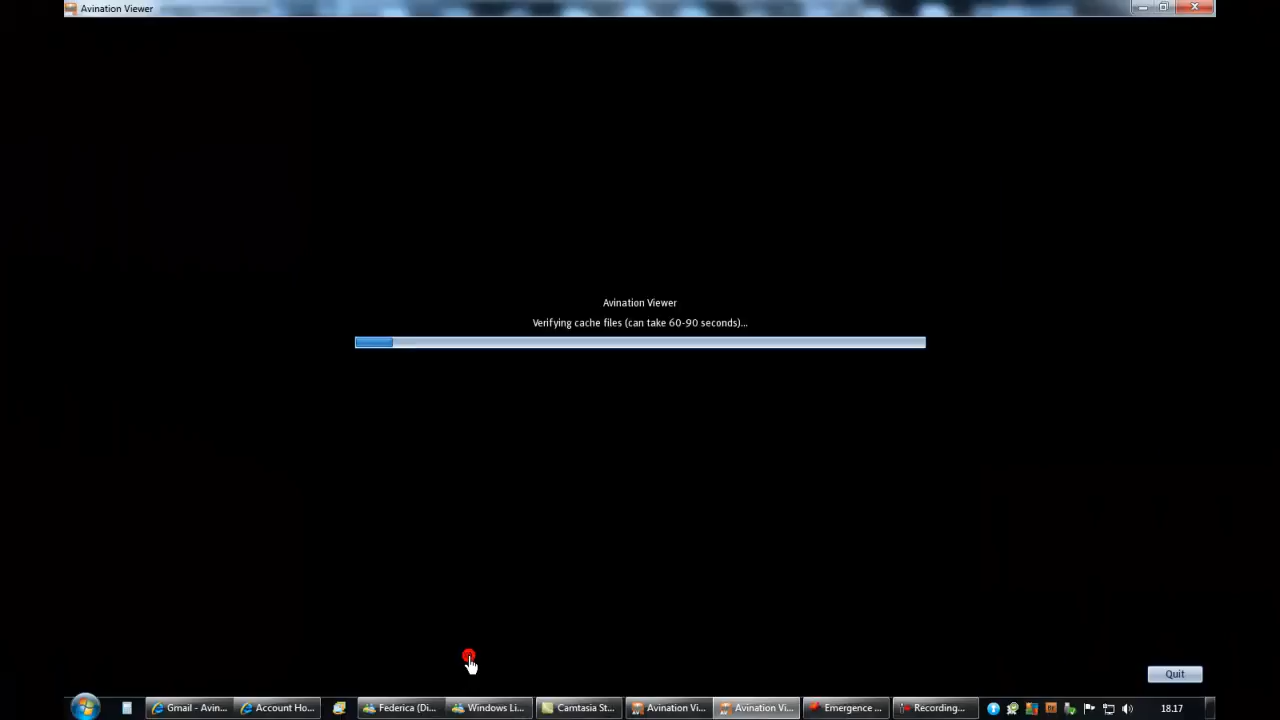 Avination Viewer
Avination Viewer
Verifying cache files (can take 60-90 seconds)...
Quit
Gmail - Avin...
Account Ho...
Federica (Di...
Windows Li...
Camtasia St...
Avination Vi...
Avination Vi...
Emergence ...
Recording...
18.17